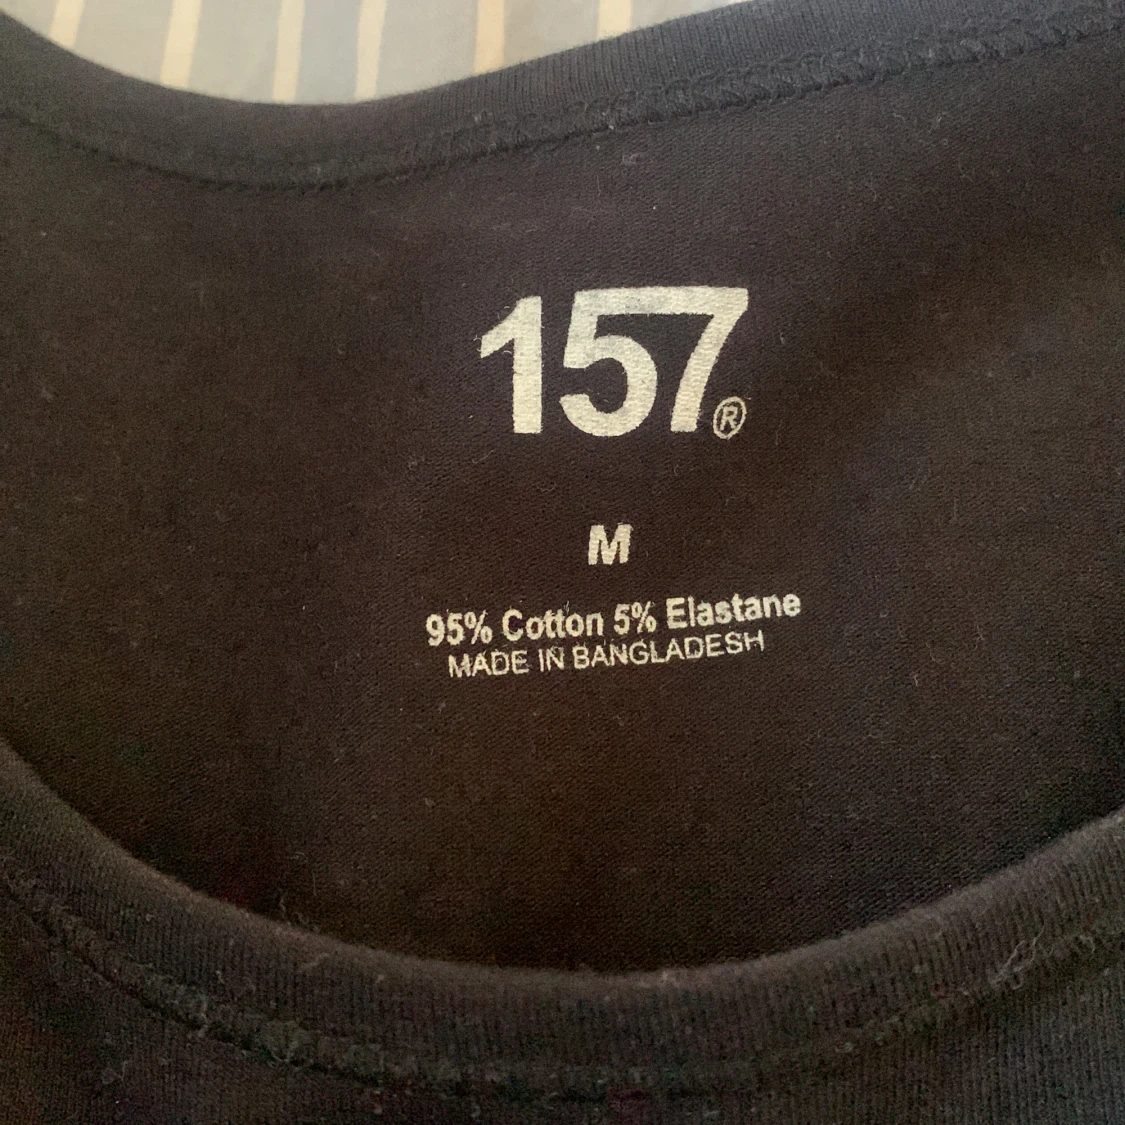 157®
M
95% Cotton 5% Elastane
MADE IN BANGLADESH